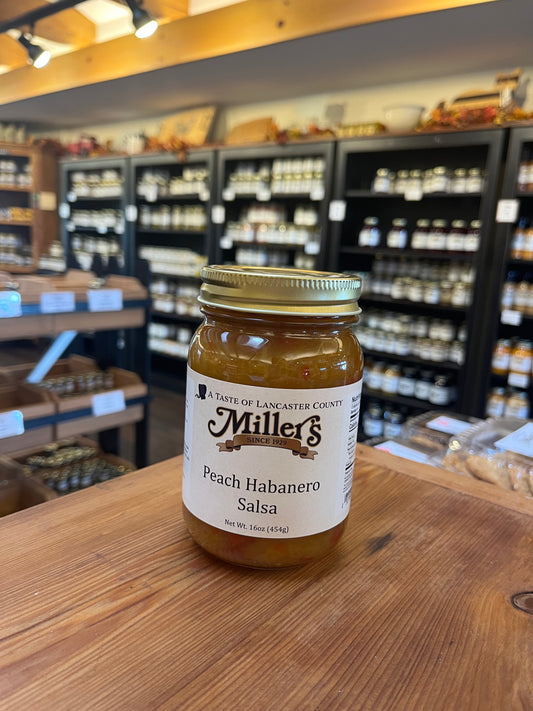 A Taste of Lancaster County
Miller's
SINCE 1929
Peach Habanero
Salsa
Net Wt. 16oz (454g)